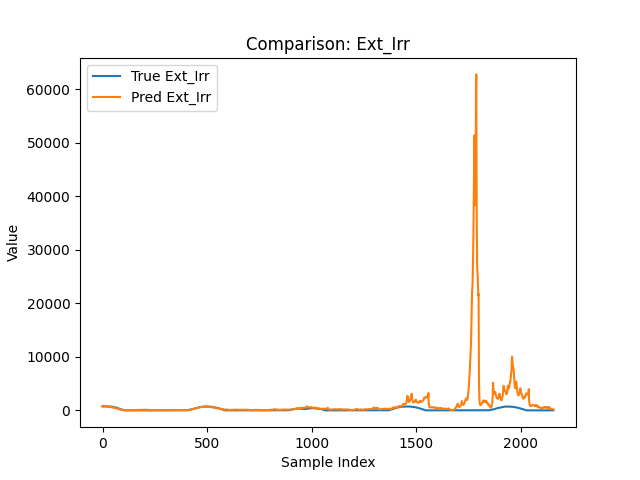 Comparison: Ext_Irr
True Ext_Irr
Pred Ext_Irr
60000
50000
40000
30000
20000
10000
0
Value
0 500 1000 1500 2000
Sample Index